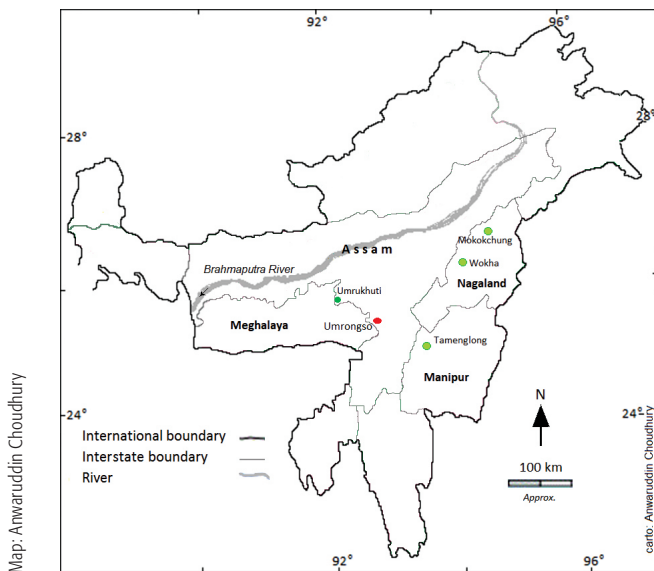 92°
96°
28°
28°
Mokokchung
Assam
Wokha
Brahmaputra River
Nagaland
Umrukhuti
Meghalaya
Umrongso
Tamenglong
Manipur
N
24°
24°
International boundary
Interstate boundary
River
100 km
Approx.
92°
96°
Map: Anwaruddin Choudhury
carto: Anwaruddin Choudhury